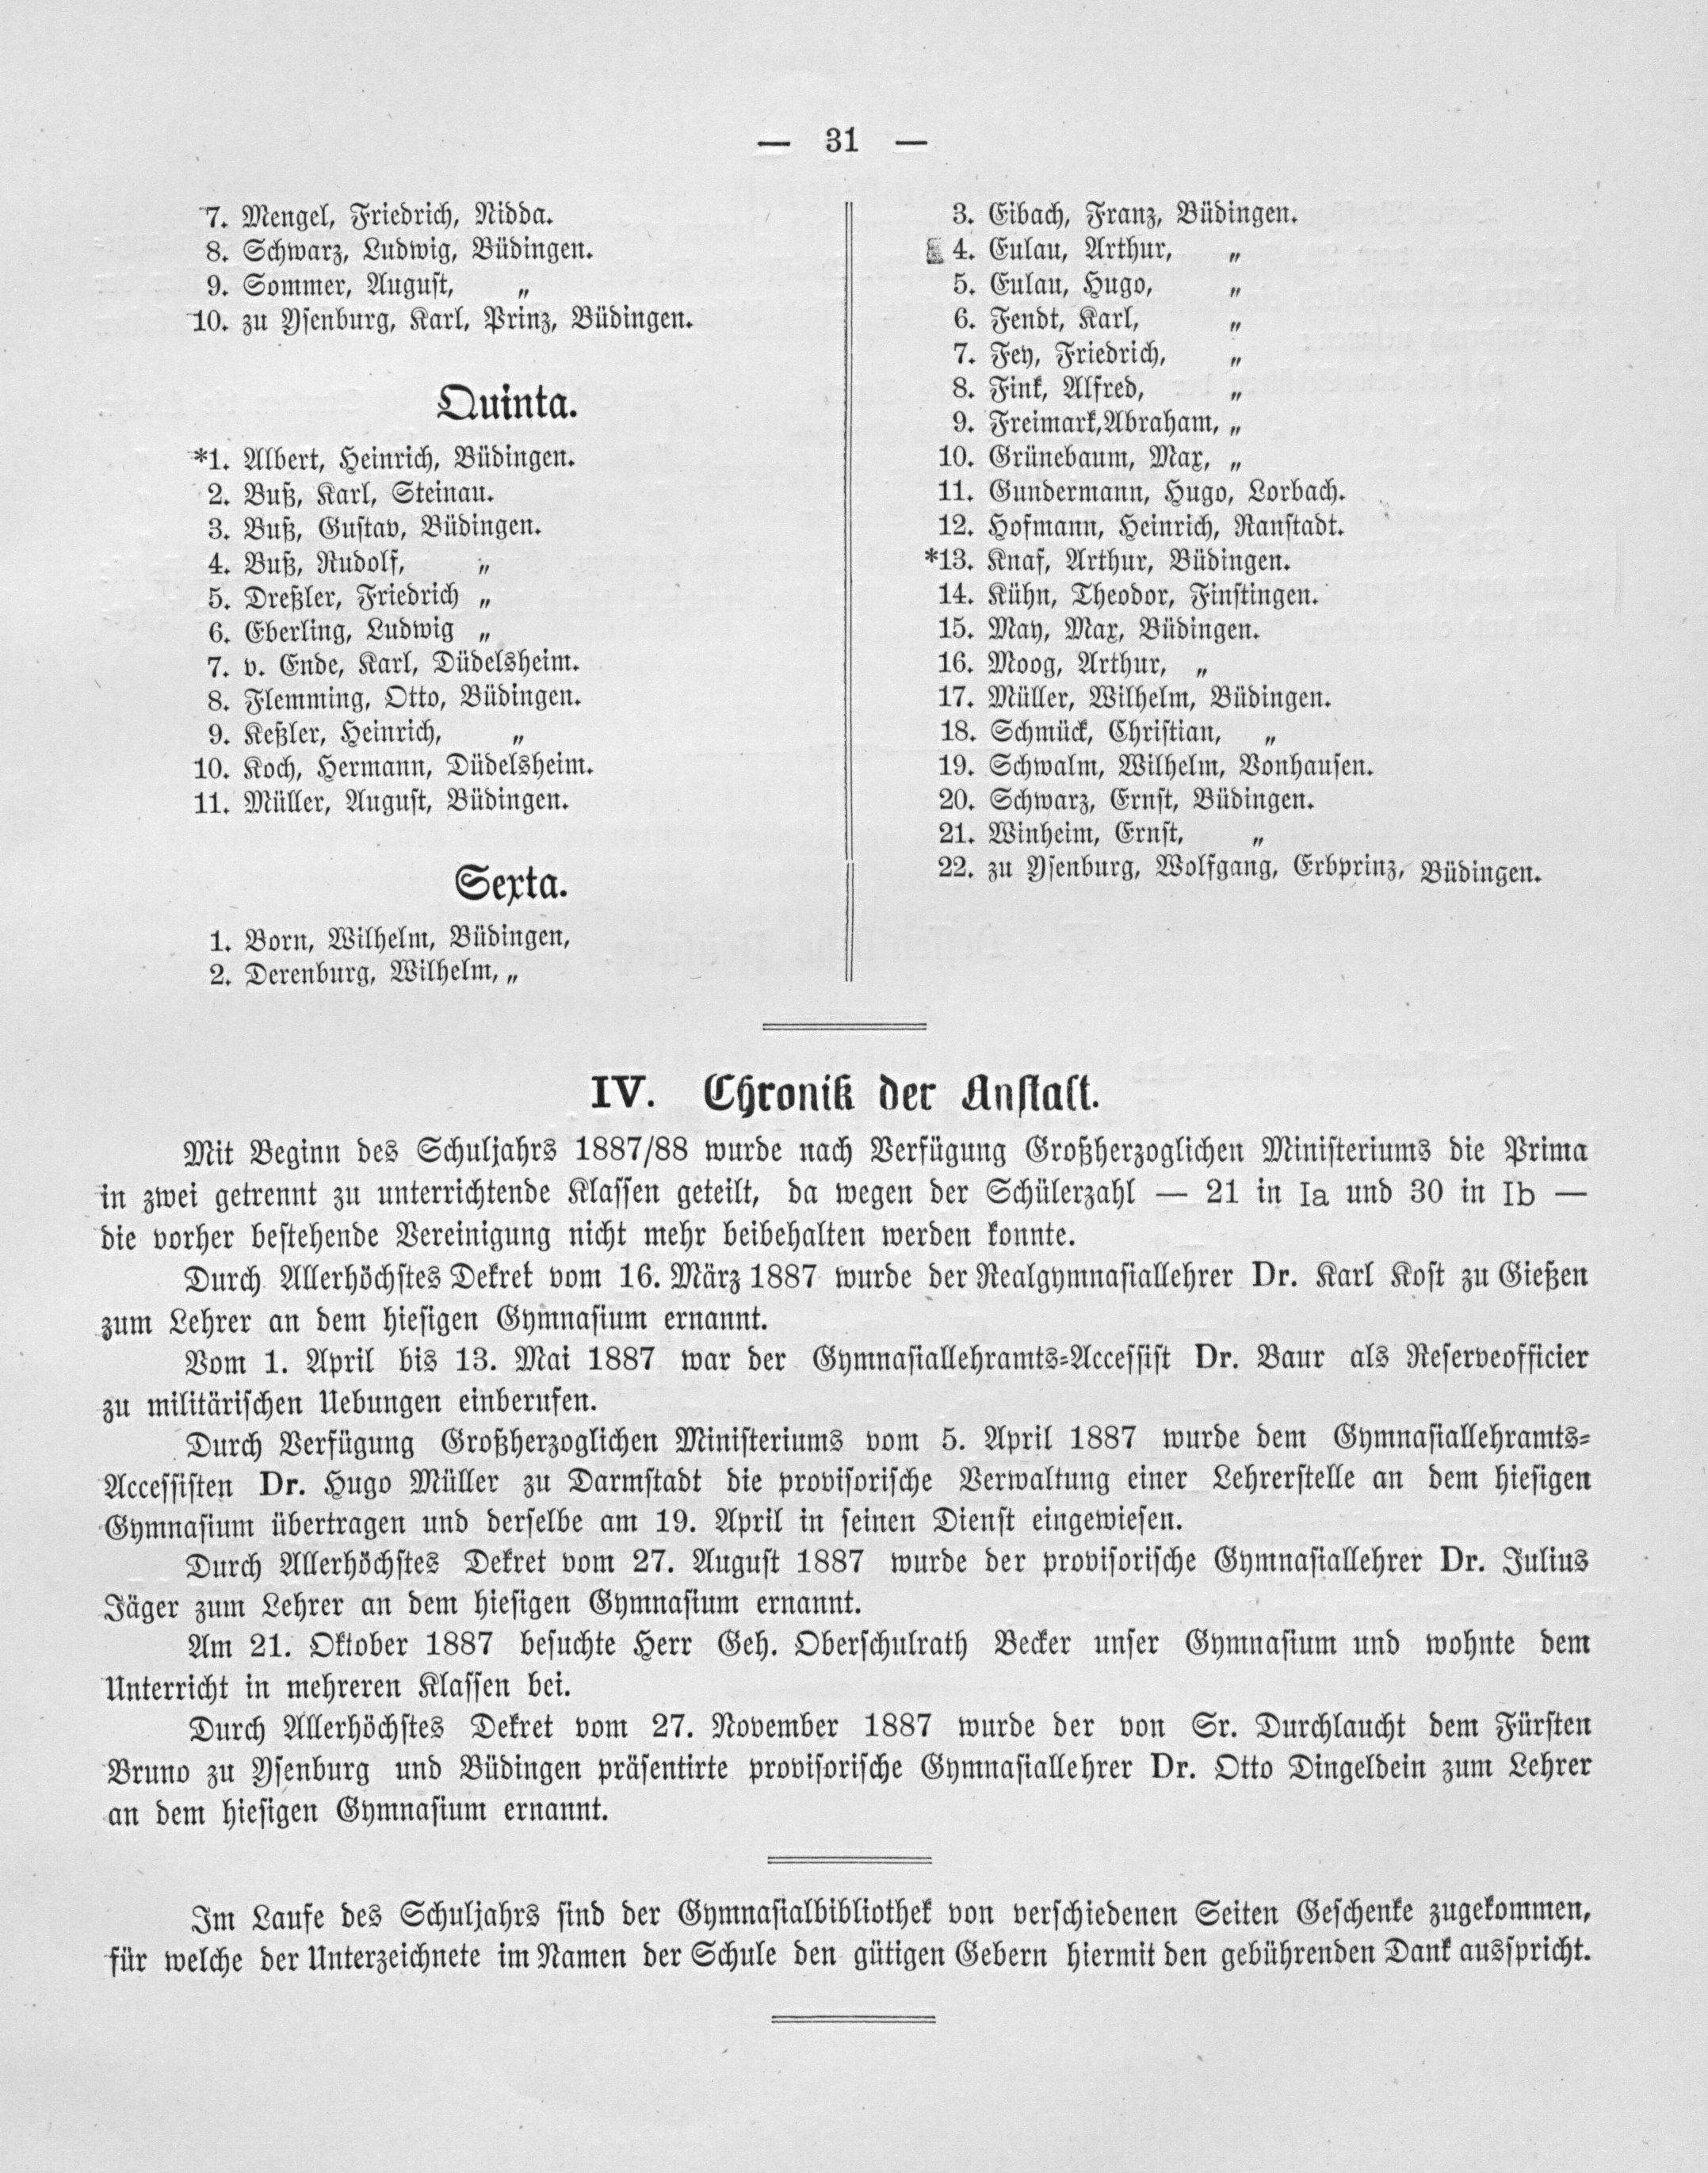 — 31 —
7. Mengel, Friedrich, Nidda.
8. Schwarz, Ludwig, Büdingen.
9. Sommer, August, „
10. zu Ysenburg, Karl, Prinz, Büdingen.
Quinta.
*1. Albert, Heinrich, Büdingen.
2. Buß, Karl, Steinau.
3. Buß, Gustav, Büdingen.
4. Buß, Rudolf, „
5. Dreßler, Friedrich „
6. Eberling, Ludwig „
7. v. Ende, Karl, Düdelsheim.
8. Flemming, Otto, Büdingen.
9. Keßler, Heinrich, „
10. Koch, Hermann, Düdelsheim.
11. Müller, August, Büdingen.
Sexta.
1. Born, Wilhelm, Büdingen,
2. Derenburg, Wilhelm, „
3. Eibach, Franz, Büdingen.
4. Eulau, Arthur, „
5. Eulau, Hugo, „
6. Fendt, Karl, „
7. Fey, Friedrich, „
8. Fink, Alfred, „
9. Freimark, Abraham, „
10. Grünebaum, Max, „
11. Gundermann, Hugo, Lorbach.
12. Hofmann, Heinrich, Ranstadt.
*13. Knaf, Arthur, Büdingen.
14. Kühn, Theodor, Finstingen.
15. May, Max, Büdingen.
16. Moog, Arthur, „
17. Müller, Wilhelm, Büdingen.
18. Schmück, Christian, „
19. Schwalm, Wilhelm, Vonhausen.
20. Schwarz, Ernst, Büdingen.
21. Winheim, Ernst, „
22. zu Ysenburg, Wolfgang, Erbprinz, Büdingen.
IV. Chronik der Anstalt.
Mit Beginn des Schuljahrs 1887/88 wurde nach Verfügung Großherzoglichen Ministeriums die Prima
in zwei getrennt zu unterrichtende Klassen geteilt, da wegen der Schülerzahl — 21 in Ia und 30 in Ib —
die vorher bestehende Vereinigung nicht mehr beibehalten werden konnte.
Durch Allerhöchstes Dekret vom 16. März 1887 wurde der Realgymnasiallehrer Dr. Karl Kost zu Gießen
zum Lehrer an dem hiesigen Gymnasium ernannt.
Vom 1. April bis 13. Mai 1887 war der Gymnasiallehramts-Accessist Dr. Baur als Reserveofficier
zu militärischen Uebungen einberufen.
Durch Verfügung Großherzoglichen Ministeriums vom 5. April 1887 wurde dem Gymnasiallehramts-
Accessisten Dr. Hugo Müller zu Darmstadt die provisorische Verwaltung einer Lehrerstelle an dem hiesigen
Gymnasium übertragen und derselbe am 19. April in seinen Dienst eingewiesen.
Durch Allerhöchstes Dekret vom 27. August 1887 wurde der provisorische Gymnasiallehrer Dr. Julius
Jäger zum Lehrer an dem hiesigen Gymnasium ernannt.
Am 21. Oktober 1887 besuchte Herr Geh. Oberschulrath Becker unser Gymnasium und wohnte dem
Unterricht in mehreren Klassen bei.
Durch Allerhöchstes Dekret vom 27. November 1887 wurde der von Sr. Durchlaucht dem Fürsten
Bruno zu Ysenburg und Büdingen präsentirte provisorische Gymnasiallehrer Dr. Otto Dingeldein zum Lehrer
an dem hiesigen Gymnasium ernannt.
Im Laufe des Schuljahrs sind der Gymnasialbibliothek von verschiedenen Seiten Geschenke zugekommen,
für welche der Unterzeichnete im Namen der Schule den gütigen Gebern hiermit den gebührenden Dank ausspricht.